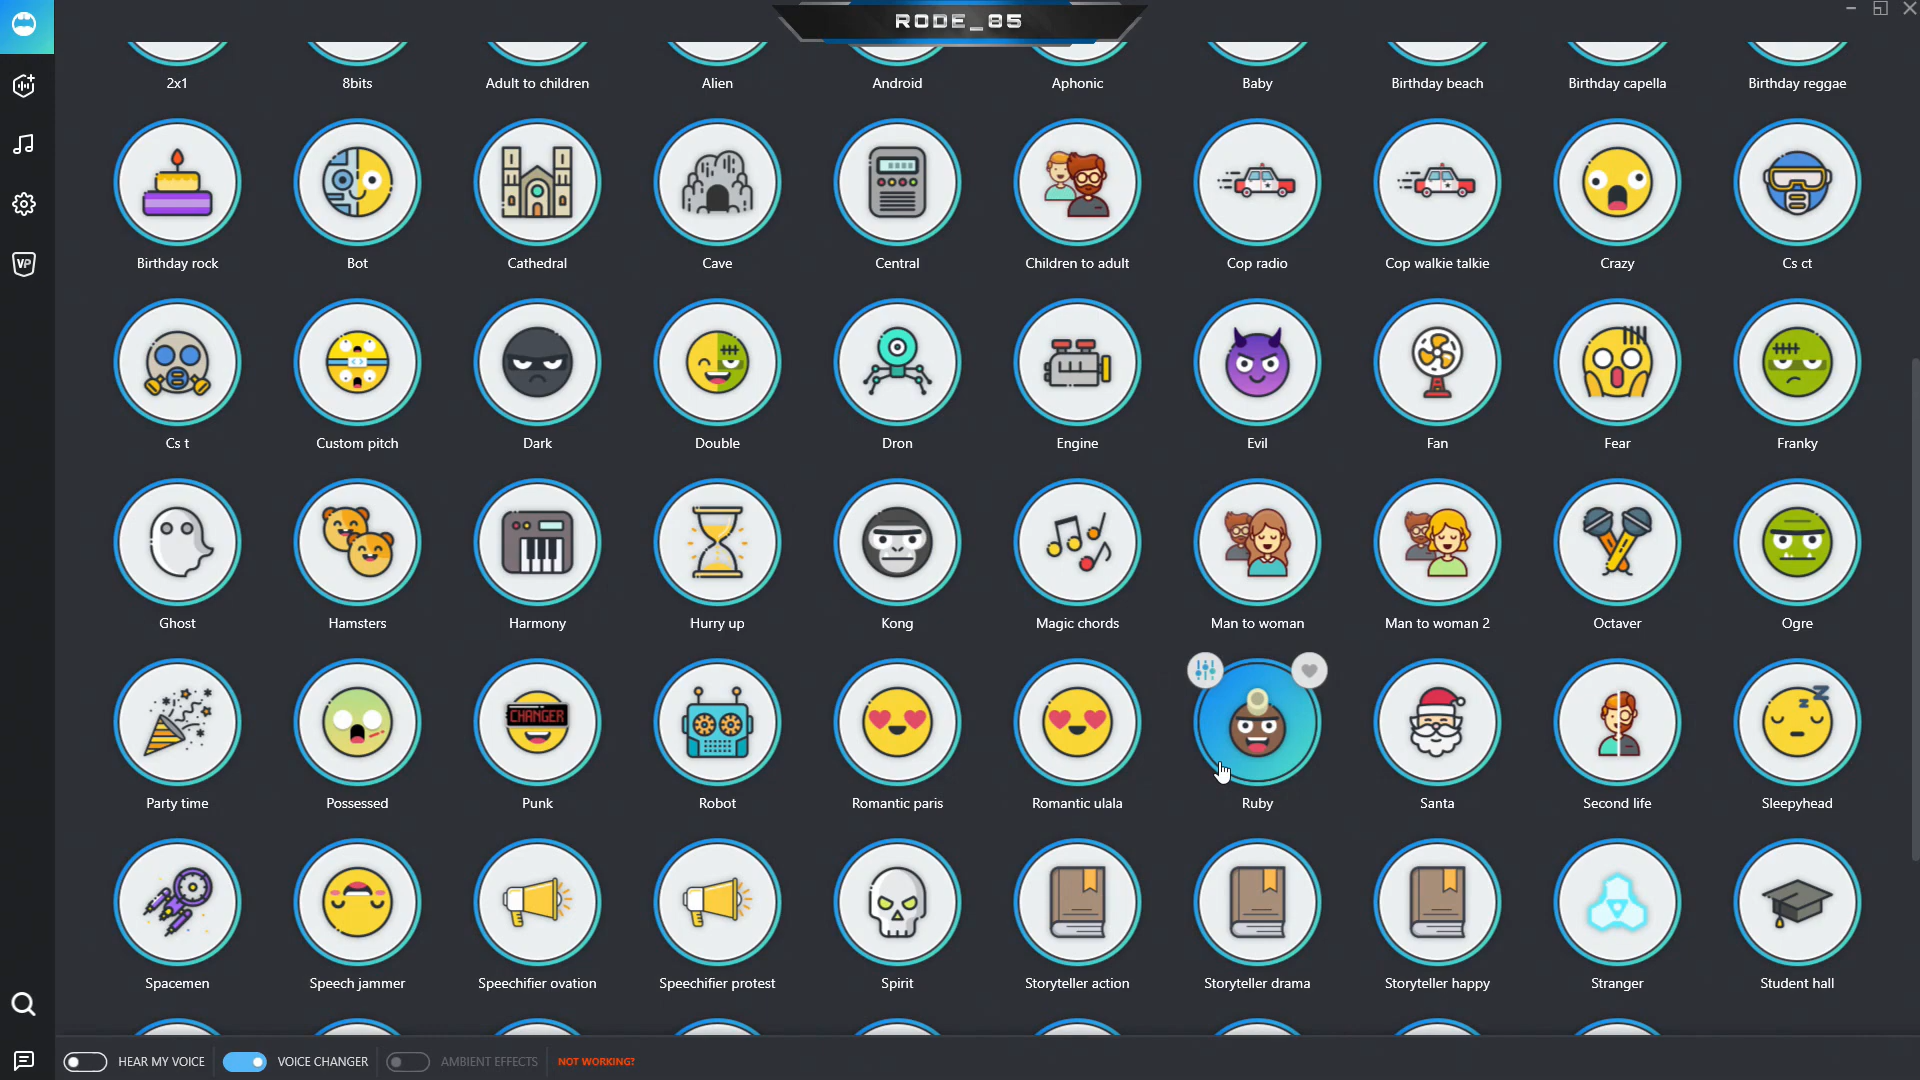 RODE_85
2x1
8bits
Adult to children
Alien
Android
Aphonic
Baby
Birthday beach
Birthday capella
Birthday reggae
Birthday rock
Bot
Cathedral
Cave
Central
Children to adult
Cop radio
Cop walkie talkie
Crazy
Cs ct
Cs t
Custom pitch
Dark
Double
Dron
Engine
Evil
Fan
Fear
Franky
Ghost
Hamsters
Harmony
Hurry up
Kong
Magic chords
Man to woman
Man to woman 2
Octaver
Ogre
CHANGER
Party time
Possessed
Punk
Robot
Romantic paris
Romantic ulala
Ruby
Santa
Second life
Sleepyhead
Spacemen
Speech jammer
Speechifier ovation
Speechifier protest
Spirit
Storyteller action
Storyteller drama
Storyteller happy
Stranger
Student hall
VP
HEAR MY VOICE
VOICE CHANGER
AMBIENT EFFECTS
NOT WORKING?